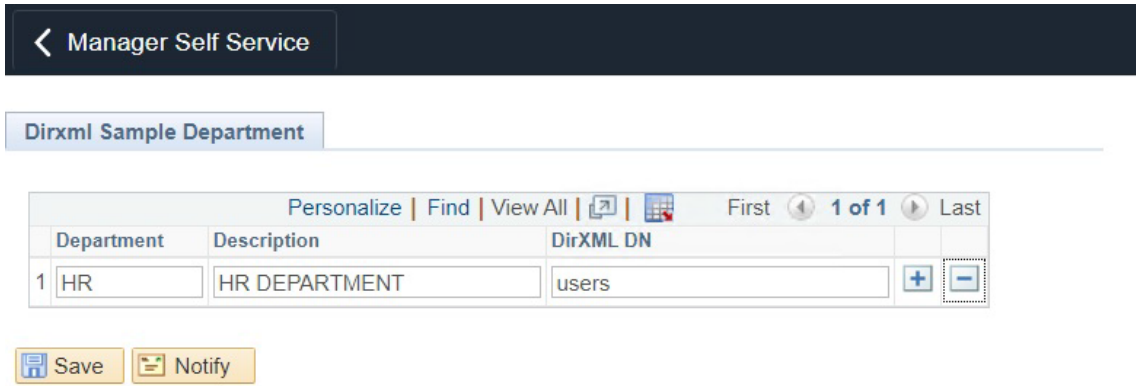 Manager Self Service
Dirxml Sample Department
Personalize | Find | View All | | First 1 of 1 Last
Department Description DirXML DN
1 HR HR DEPARTMENT users
Save Notify